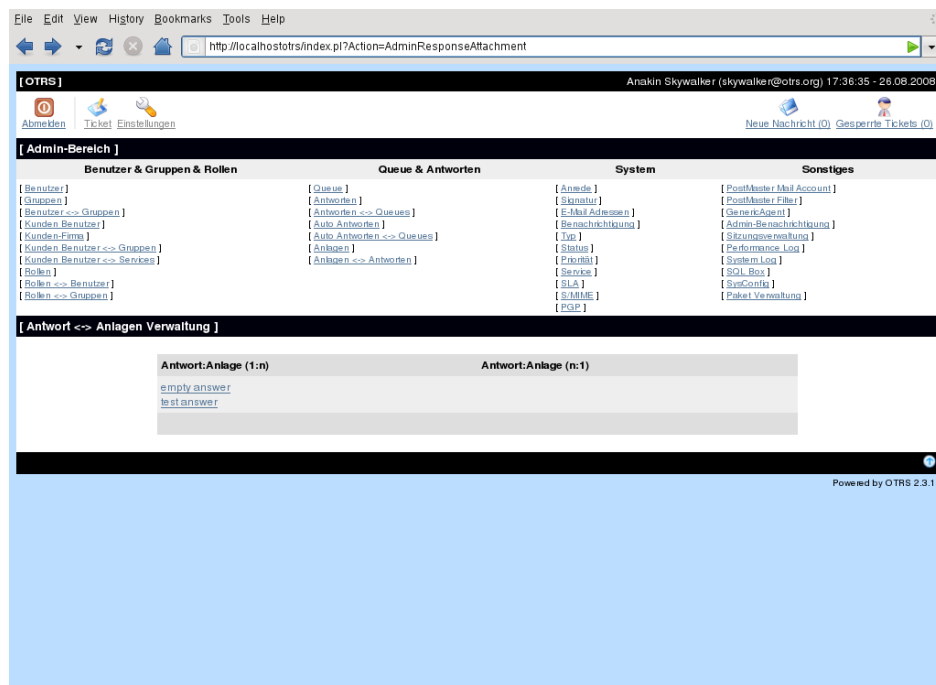 File Edit View History Bookmarks Tools Help
http://localhostotrs/index.pl?Action=AdminResponseAttachment
[ OTRS ] Anakin Skywalker (skywalker@otrs.org) 17:36:35 - 26.08.2008
Abmelden Ticket Einstellungen Neue Nachricht (0) Gesperrte Tickets (0)
[ Admin-Bereich ]
Benutzer & Gruppen & Rollen Queue & Antworten System Sonstiges
[ Benutzer ] [ Queue ] [ Anrede ] [ PostMaster Mail Account ]
[ Gruppen ] [ Antworten ] [ Signatur ] [ PostMaster Filter ]
[ Benutzer <-> Gruppen ] [ Antworten <-> Queues ] [ E-Mail Adressen ] [ GenericAgent ]
[ Kunden Benutzer ] [ Auto Antworten ] [ Benachrichtigung ] [ Admin-Benachrichtigung ]
[ Kunden-Firma ] [ Auto Antworten <-> Queues ] [ Typ ] [ Sitzungsverwaltung ]
[ Kunden Benutzer <-> Gruppen ] [ Anlagen ] [ Status ] [ Performance Log ]
[ Kunden Benutzer <-> Services ] [ Anlagen <-> Antworten ] [ Priorität ] [ System Log ]
[ Rollen ] [ Service ] [ SQL Box ]
[ Rollen <-> Benutzer ] [ SLA ] [ SysConfig ]
[ Rollen <-> Gruppen ] [ S/MIME ] [ Paket Verwaltung ]
[ PGP ]
[ Antwort <-> Anlagen Verwaltung ]
Antwort:Anlage (1:n) Antwort:Anlage (n:1)
empty answer
test answer
Powered by OTRS 2.3.1